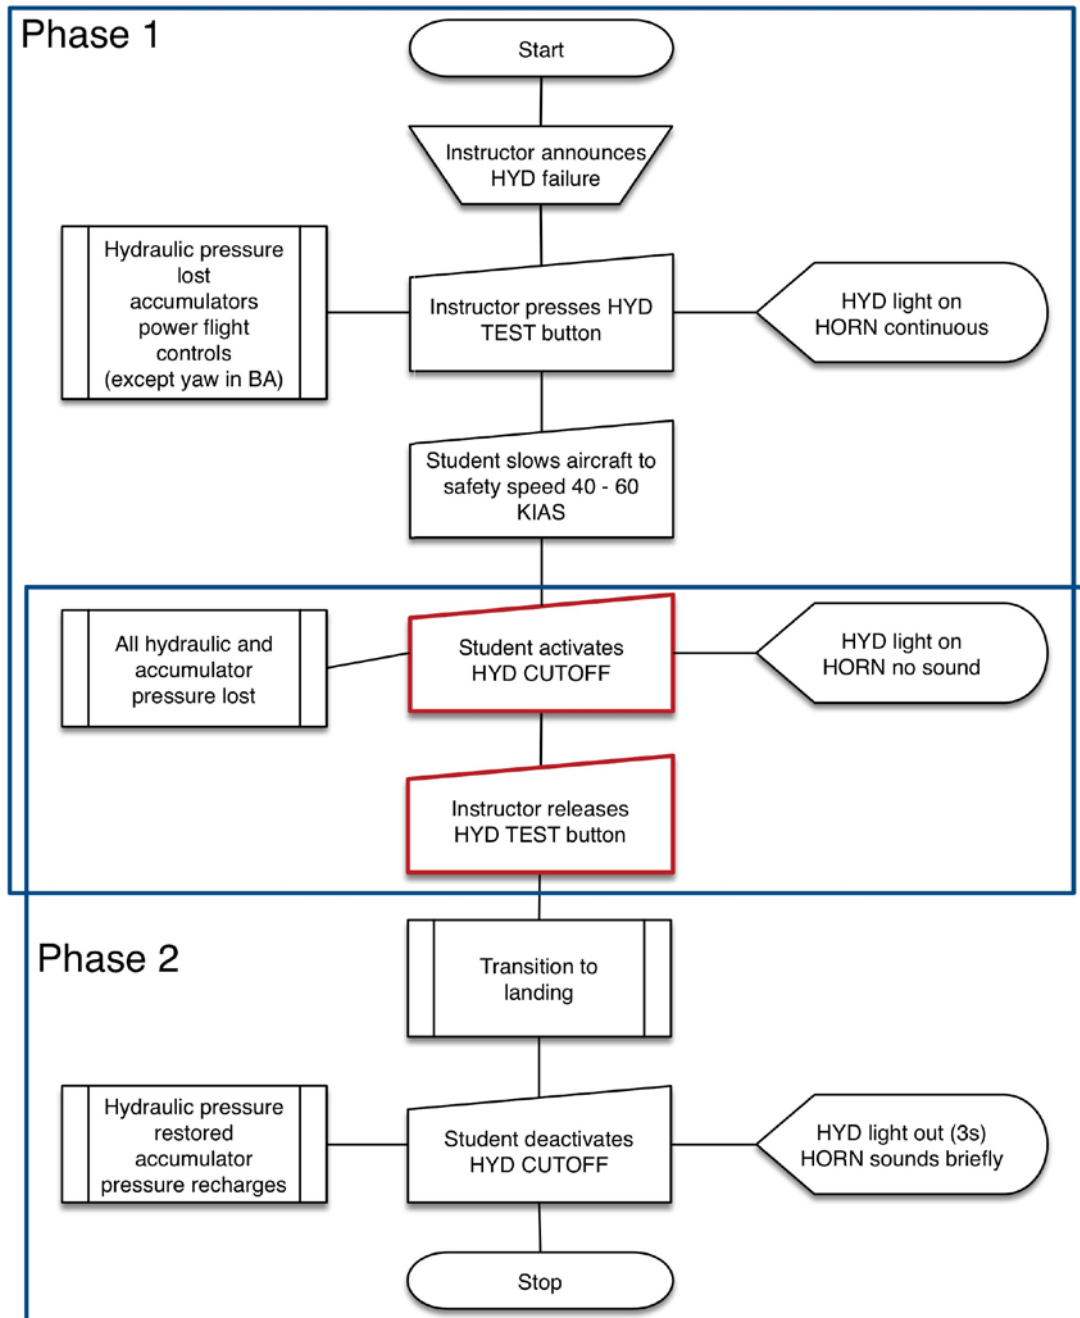 Phase 1
Start
Instructor announces
HYD failure
Hydraulic pressure
lost
accumulators
power flight
controls
(except yaw in BA)
Instructor presses HYD
TEST button
HYD light on
HORN continuous
Student slows aircraft to
safety speed 40 - 60
KIAS
All hydraulic and
accumulator
pressure lost
Student activates
HYD CUTOFF
HYD light on
HORN no sound
Instructor releases
HYD TEST button
Phase 2
Transition to
landing
Hydraulic pressure
restored
accumulator
pressure recharges
Student deactivates
HYD CUTOFF
HYD light out (3s)
HORN sounds briefly
Stop